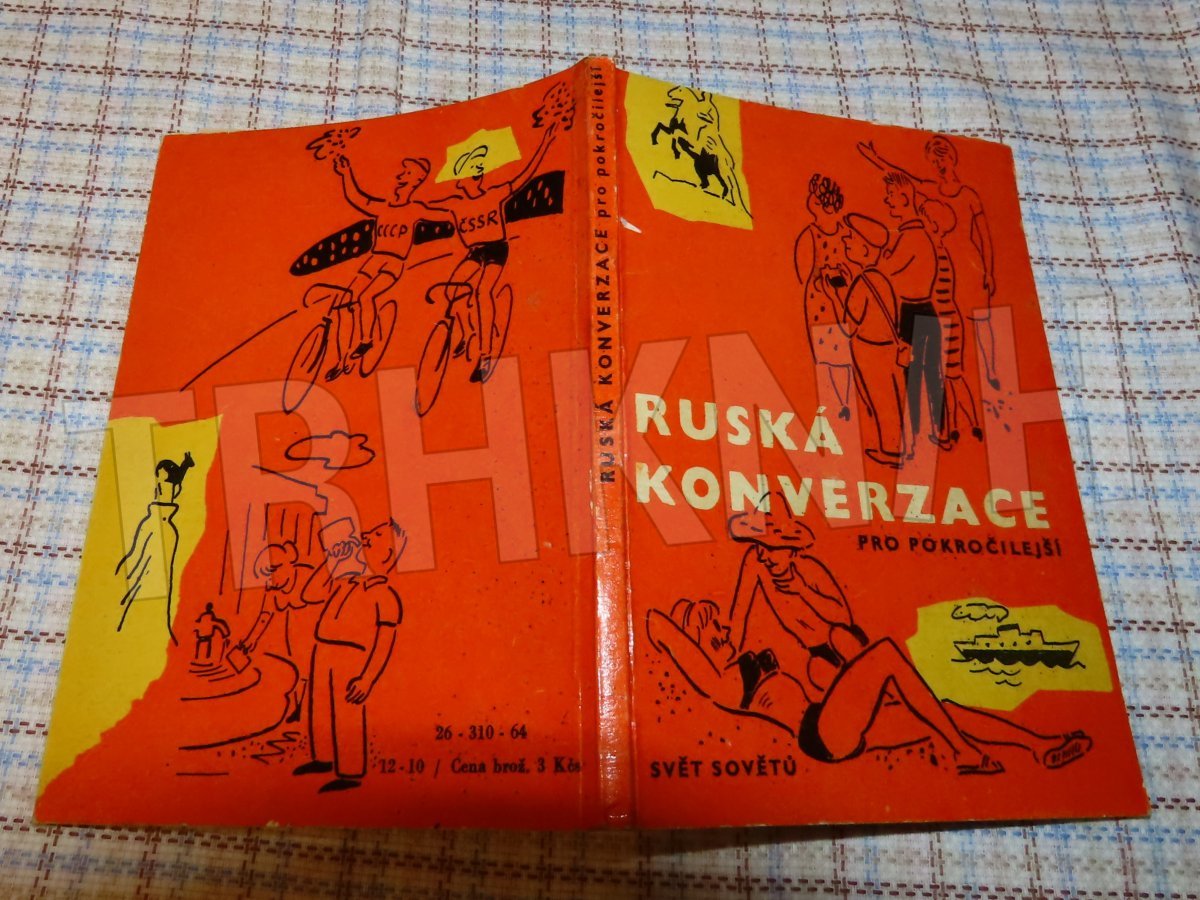 CCCP
ČSSR
26 - 310 - 64
12-10 / Cena brož. 3 Kčs
RUSKÁ KONVERZACE pro pokročilejší
RUSKÁ
KONVERZACE
PRO POKROČILEJŠÍ
SVĚT SOVĚTŮ
TRHKNIH